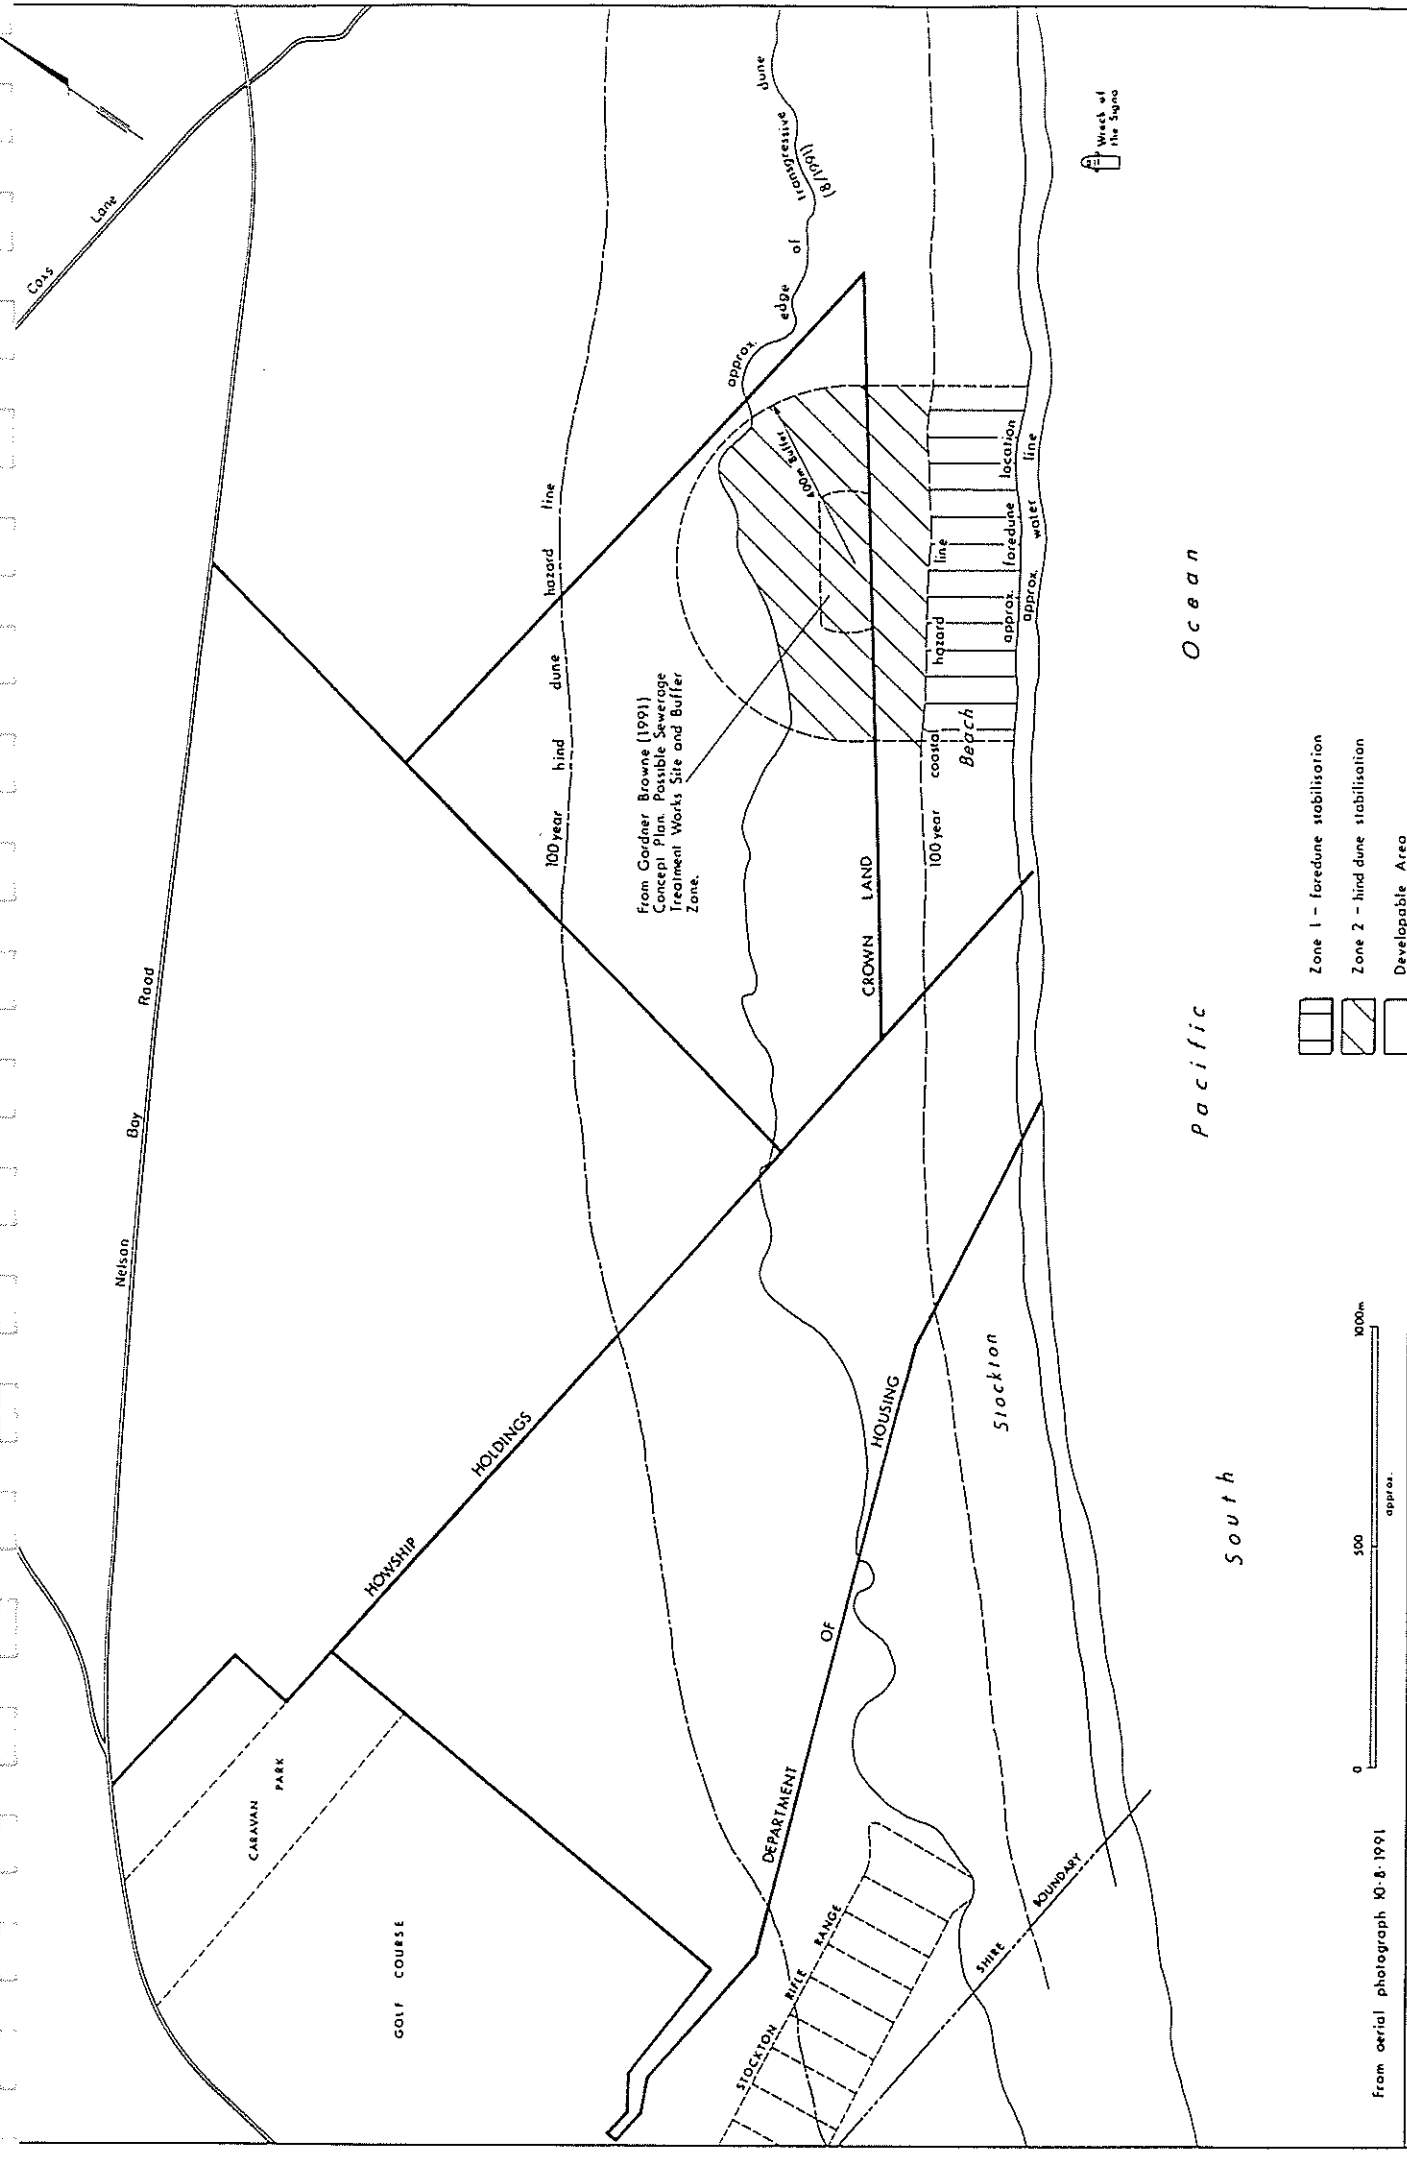 Coxs Lane
Nelson Bay Road
approx. edge of transgressive dune
(8/1991)
Wreck of
the Sygna
100 year hind dune hazard line
400m Buffer
From Gardner Browne (1991)
Concept Plan. Possible Sewerage
Treatment Works Site and Buffer
Zone.
CROWN LAND
100 year coastal hazard line
approx. foredune location
approx. water line
Stockton Beach
HOWSHIP HOLDINGS
DEPARTMENT OF HOUSING
CARAVAN PARK
GOLF COURSE
STOCKTON RIFLE RANGE
SHIRE BOUNDARY
South Pacific Ocean
Zone 1 - foredune stabilisation
Zone 2 - hind dune stabilisation
Developable Area
0 500 1000m
approx.
From aerial photograph 10·8·1991